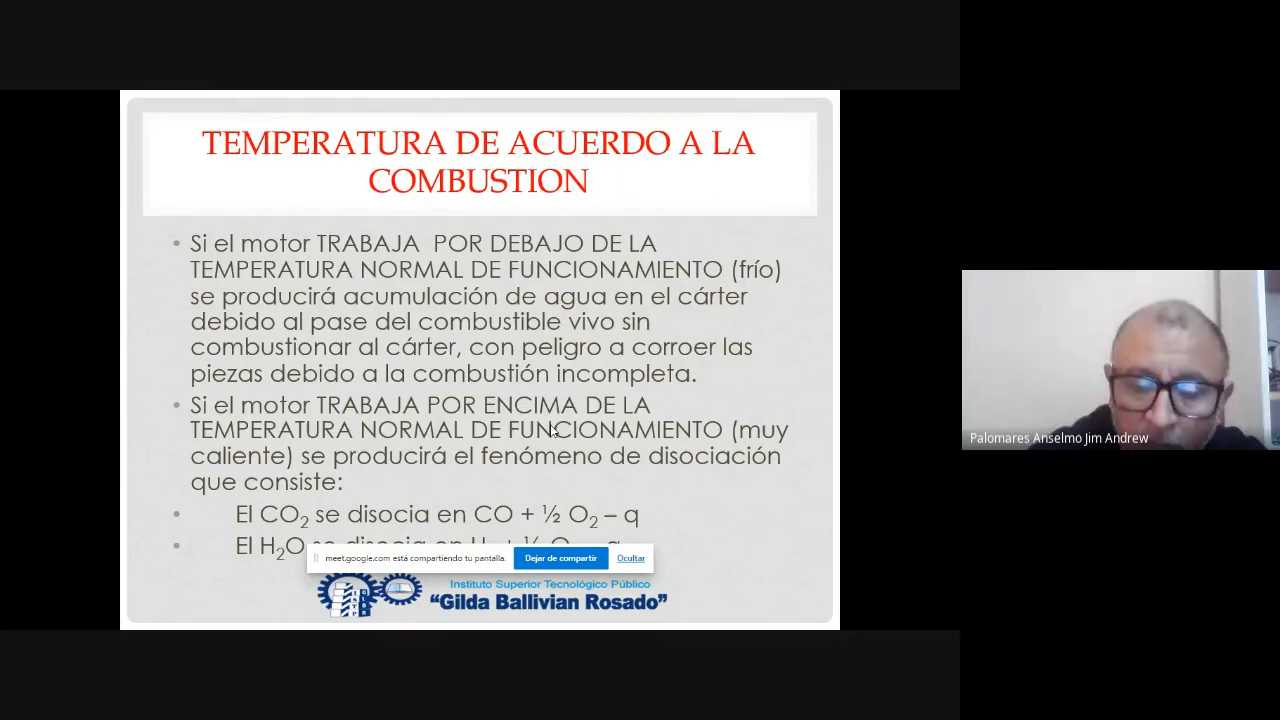 TEMPERATURA DE ACUERDO A LA
COMBUSTION
• Si el motor TRABAJA POR DEBAJO DE LA
TEMPERATURA NORMAL DE FUNCIONAMIENTO (frío)
se producirá acumulación de agua en el cárter
debido al pase del combustible vivo sin
combustionar al cárter, con peligro a corroer las
piezas debido a la combustión incompleta.
• Si el motor TRABAJA POR ENCIMA DE LA
TEMPERATURA NORMAL DE FUNCIONAMIENTO (muy
caliente) se producirá el fenómeno de disociación
que consiste:
• El CO₂ se disocia en CO + ½ O₂ – q
• El H₂O se disocia en
meet.google.com está compartiendo tu pantalla. Dejar de compartir Ocultar
Instituto Superior Tecnológico Público
“Gilda Ballivian Rosado”
Palomares Anselmo Jim Andrew